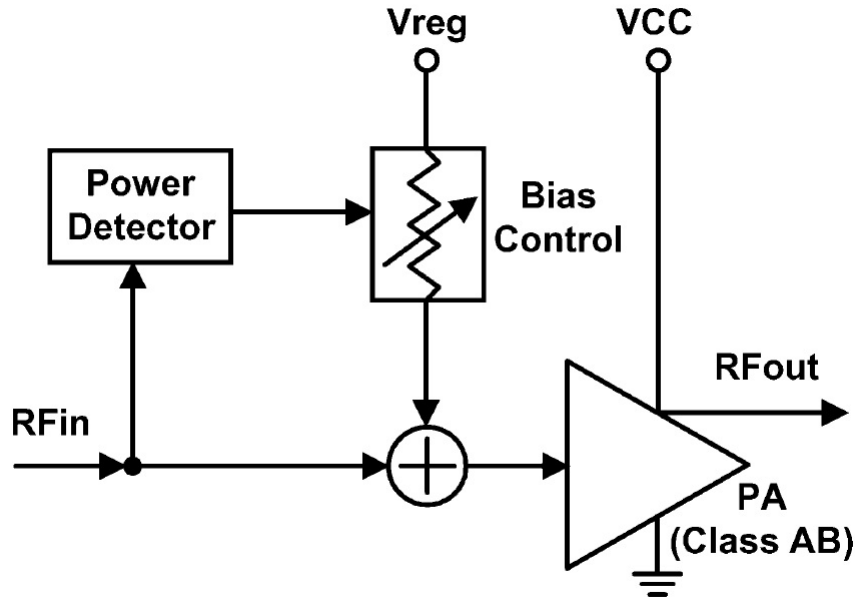 Vreg
VCC
Power
Detector
Bias
Control
RFin
RFout
PA
(Class AB)